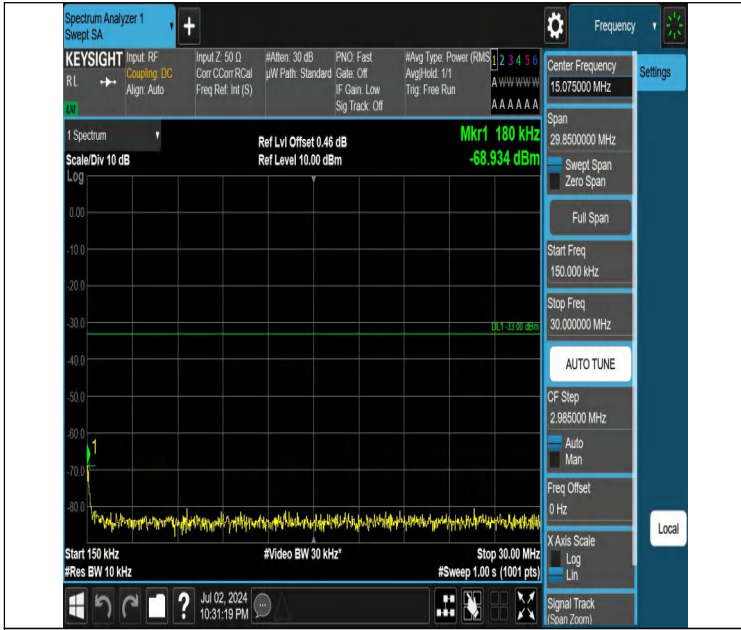 Spectrum Analyzer 1
Swept SA
Frequency
KEYSIGHT
RL
Input: RF
Coupling: DC
Align: Auto
Input Z: 50 Ω
Corr CCorr RCal
Freq Ref: Int (S)
#Atten: 30 dB
µW Path: Standard
PNO: Fast
Gate: Off
IF Gain: Low
Sig Track: Off
#Avg Type: Power (RMS
Avg|Hold: 1/1
Trig: Free Run
1 2 3 4 5 6
A W W W W W
A A A A A A
1 Spectrum
Scale/Div 10 dB
Ref Lvl Offset 0.46 dB
Ref Level 10.00 dBm
Mkr1 180 kHz
-68.934 dBm
Log
0.00
-10.0
-20.0
-30.0
DL1 -33.00 dBm
-40.0
-50.0
-60.0
1
-70.0
-80.0
Start 150 kHz
#Res BW 10 kHz
#Video BW 30 kHz*
Stop 30.00 MHz
#Sweep 1.00 s (1001 pts)
Jul 02, 2024
10:31:19 PM
Center Frequency
15.075000 MHz
Settings
Span
29.8500000 MHz
Swept Span
Zero Span
Full Span
Start Freq
150.000 kHz
Stop Freq
30.000000 MHz
AUTO TUNE
CF Step
2.985000 MHz
Auto
Man
Freq Offset
0 Hz
X Axis Scale
Log
Lin
Local
Signal Track
(Span Zoom)